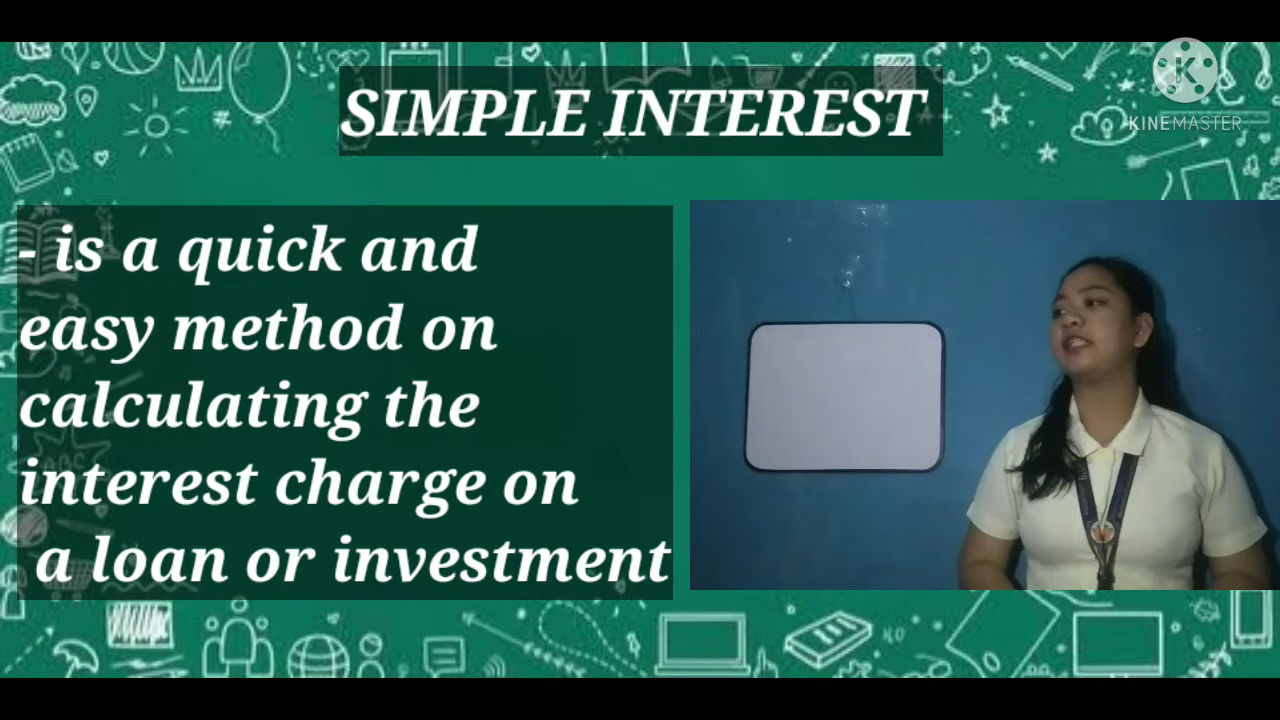 SIMPLE INTEREST
KINEMASTER
- is a quick and
easy method on
calculating the
interest charge on
a loan or investment